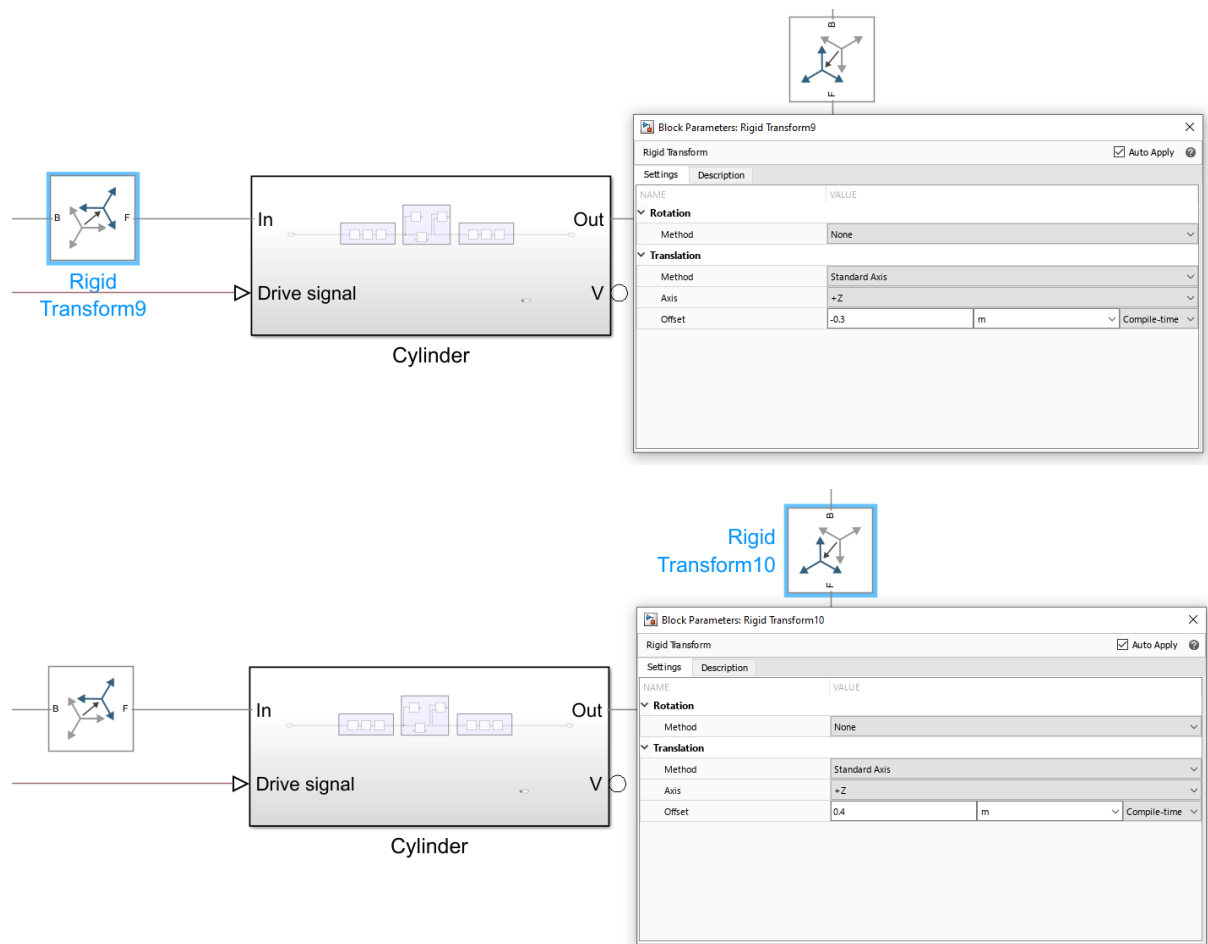 B
F
Block Parameters: Rigid Transform9
Rigid Transform
Auto Apply
Settings Description
NAME VALUE
Rotation
Method None
Translation
Method Standard Axis
Axis +Z
Offset -0.3 m Compile-time
B F
Rigid
Transform9
In Out
Drive signal V
Cylinder
B
F
Rigid
Transform10
Block Parameters: Rigid Transform10
Rigid Transform
Auto Apply
Settings Description
NAME VALUE
Rotation
Method None
Translation
Method Standard Axis
Axis +Z
Offset 0.4 m Compile-time
B F
In Out
Drive signal V
Cylinder